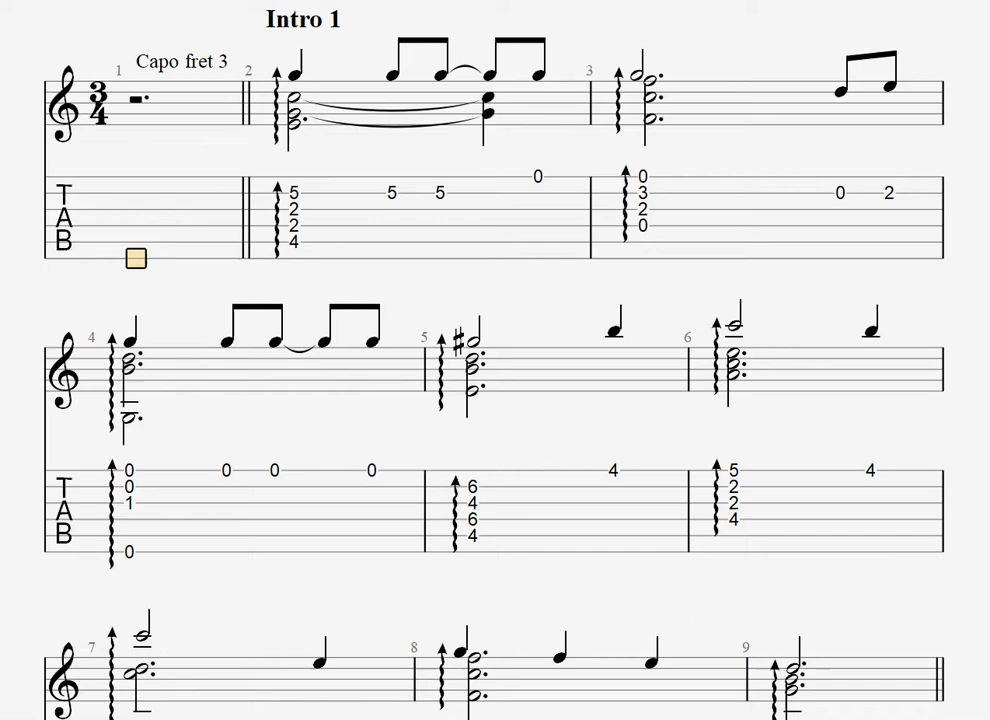 Intro 1
Capo fret 3
1 2 3
3
4
T
A
B
0 0
5 5 5 3 0 2
2 2
2 0
4
4 5 6
T
A
B
0 0 0 0 4 5 4
0 6 2
1 4 2
6 4
4
0
7 8 9